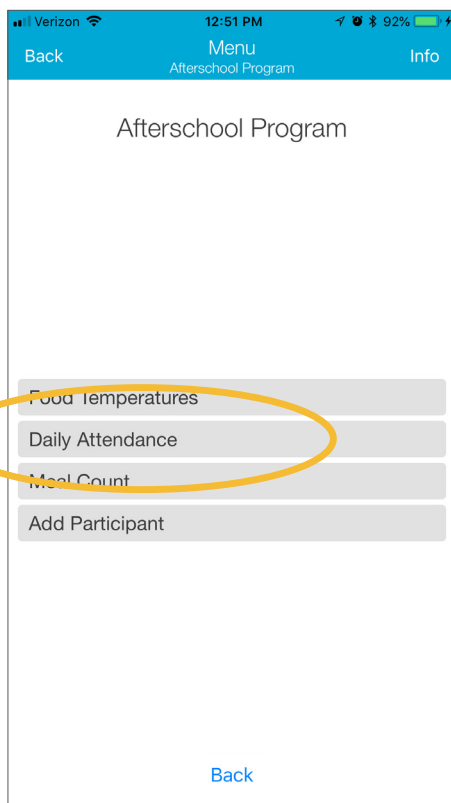 Verizon 12:51 PM 92%
Back Menu Info
Afterschool Program
Afterschool Program
Food Temperatures
Daily Attendance
Meal Count
Add Participant
Back